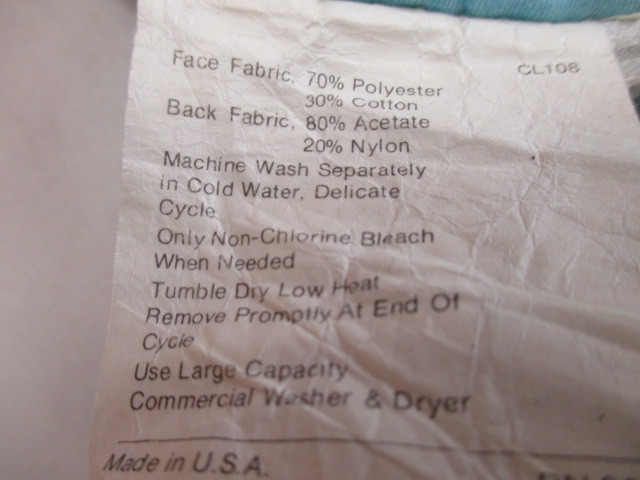 Face Fabric, 70% Polyester CL108
30% Cotton
Back Fabric, 80% Acetate
20% Nylon
Machine Wash Separately
in Cold Water, Delicate
Cycle
Only Non-Chlorine Bleach
When Needed
Tumble Dry Low Heat
Remove Promptly At End Of
Cycle
Use Large Capacity
Commercial Washer & Dryer
Made in U.S.A.